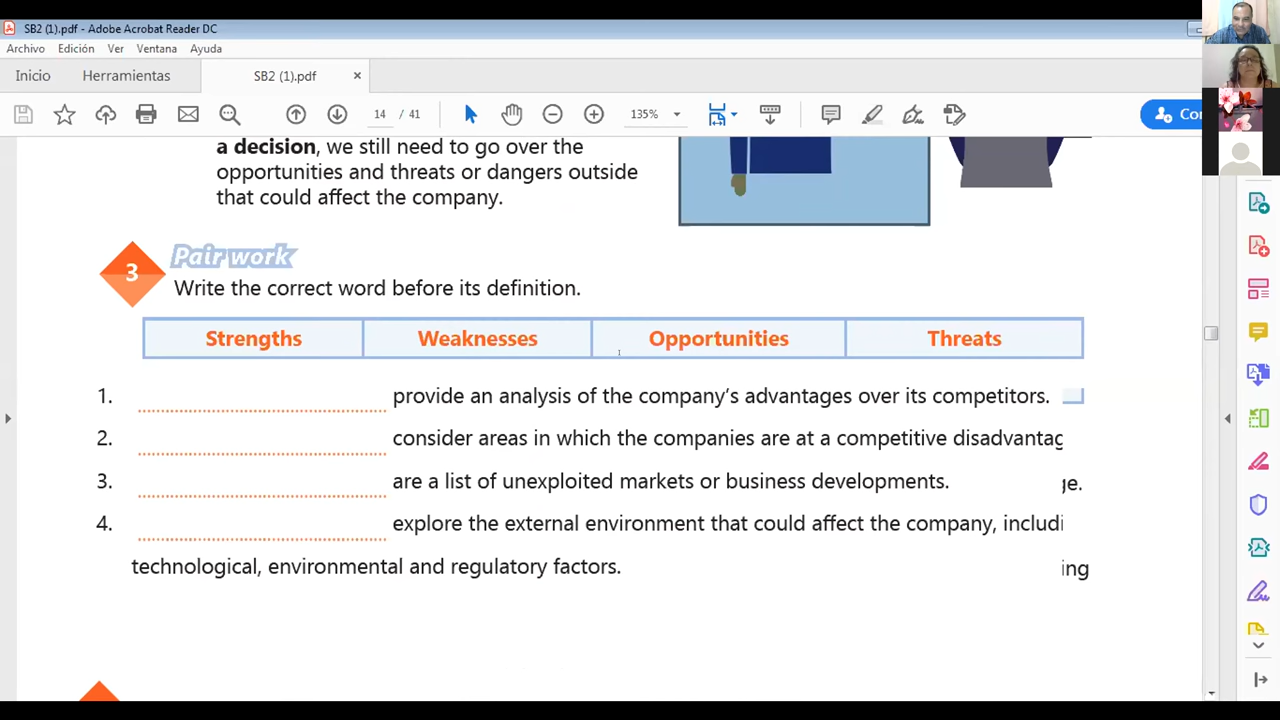 SB2 (1).pdf - Adobe Acrobat Reader DC
Archivo Edición Ver Ventana Ayuda
Inicio Herramientas SB2 (1).pdf ×
14 / 41 135%
a decision, we still need to go over the
opportunities and threats or dangers outside
that could affect the company.
3 Pair work
Write the correct word before its definition.
Strengths Weaknesses Opportunities Threats
1. provide an analysis of the company's advantages over its competitors.
2. consider areas in which the companies are at a competitive disadvantag
3. are a list of unexploited markets or business developments. ge.
4. explore the external environment that could affect the company, includi
technological, environmental and regulatory factors. ing